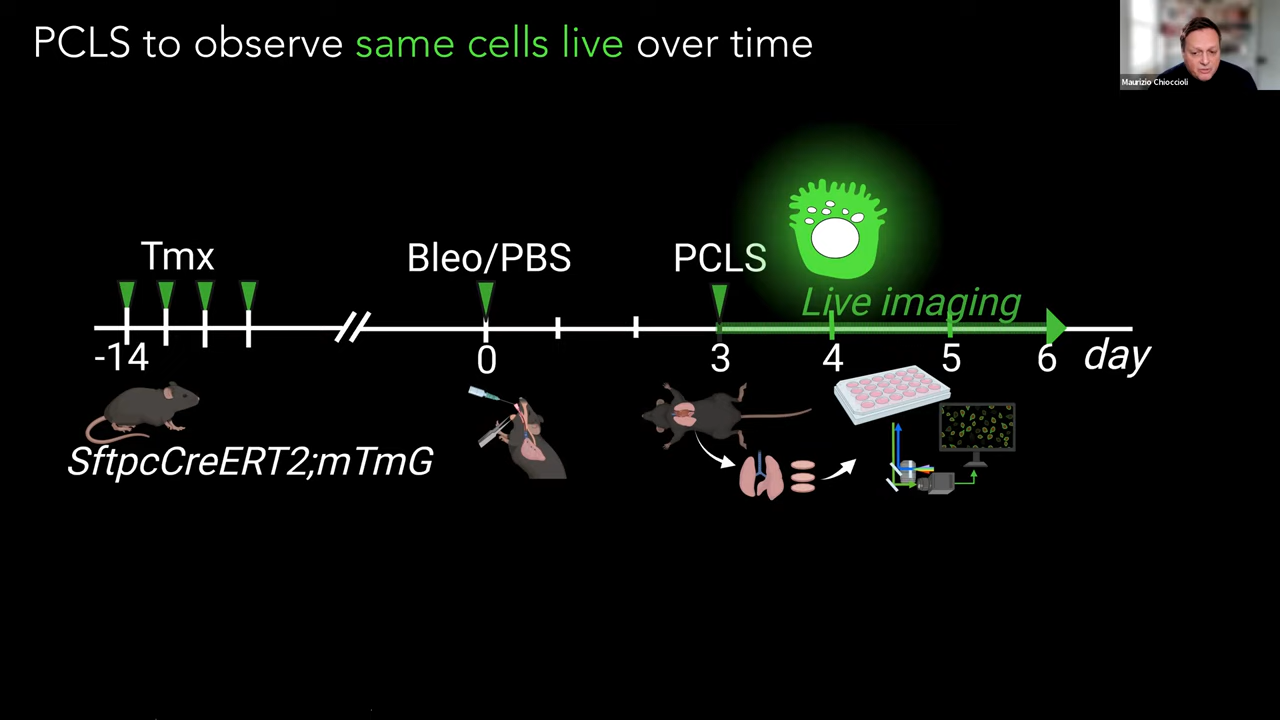 PCLS to observe same cells live over time
Maurizio Chioccioli
Tmx
Bleo/PBS
PCLS
Live imaging
-14 0 3 4 5 6 day
SftpcCreERT2;mTmG